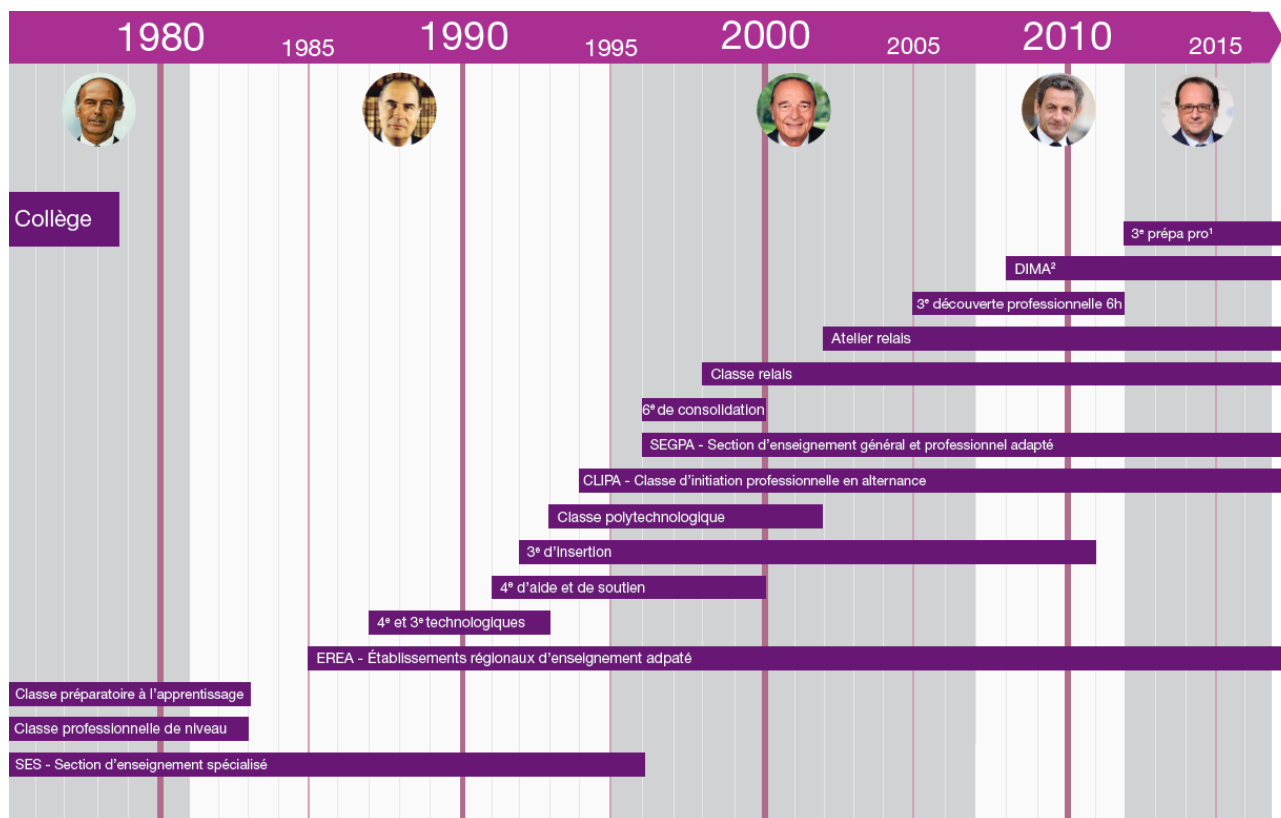 1980 1985 1990 1995 2000 2005 2010 2015
Collège
3e prépa pro¹
DIMA²
3e découverte professionnelle 6h
Atelier relais
Classe relais
6e de consolidation
SEGPA - Section d’enseignement général et professionnel adapté
CLIPA - Classe d’initiation professionnelle en alternance
Classe polytechnologique
3e d’insertion
4e d’aide et de soutien
4e et 3e technologiques
EREA - Établissements régionaux d’enseignement adpaté
Classe préparatoire à l’apprentissage
Classe professionnelle de niveau
SES - Section d’enseignement spécialisé